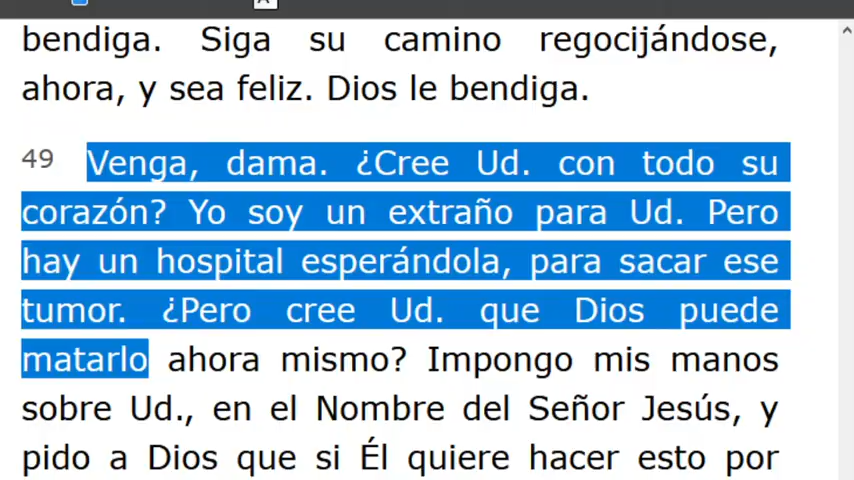 bendiga. Siga su camino regocijándose,
ahora, y sea feliz. Dios le bendiga.
49 Venga, dama. ¿Cree Ud. con todo su
corazón? Yo soy un extraño para Ud. Pero
hay un hospital esperándola, para sacar ese
tumor. ¿Pero cree Ud. que Dios puede
matarlo ahora mismo? Impongo mis manos
sobre Ud., en el Nombre del Señor Jesús, y
pido a Dios que si Él quiere hacer esto por